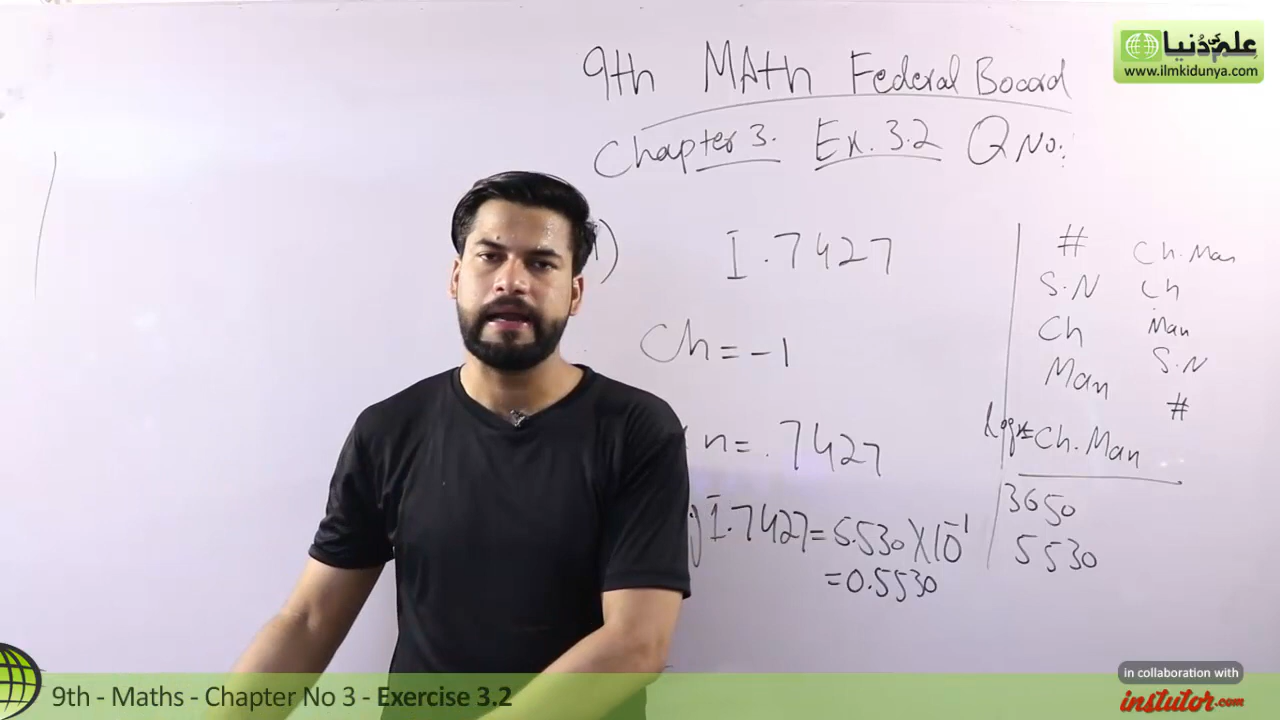 علم کی دنیا
www.ilmkidunya.com
9th MAth Federal Booard
Chapter 3. Ex. 3.2 Q No:
1) Ī.7427
Ch = -1
n = .7427
Ī.7427 = 5.530 X 10⁻¹
= 0.5530
# Ch.Man
S.N Ch
Ch Man
Man S.N
#
Ch.Man
3650
5530
9th - Maths - Chapter No 3 - Exercise 3.2
in collaboration with
instutor.com